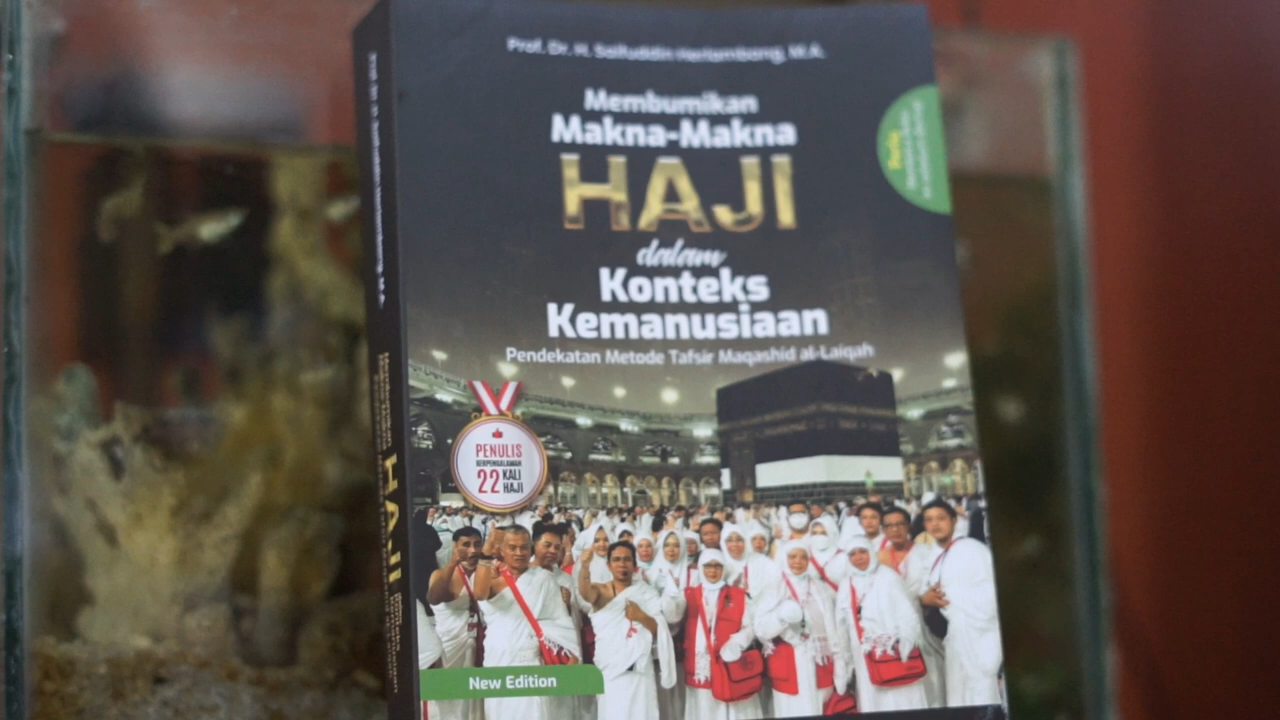 Prof. Dr. H. Saifuddin Herlambang, M.A.
Membumikan
Makna-Makna
HAJI
dalam
Konteks
Kemanusiaan
Pendekatan Metode Tafsir Maqashid al-Laiqah
PENULIS
BERPENGALAMAN
22 KALI
HAJI
New Edition
HAJI